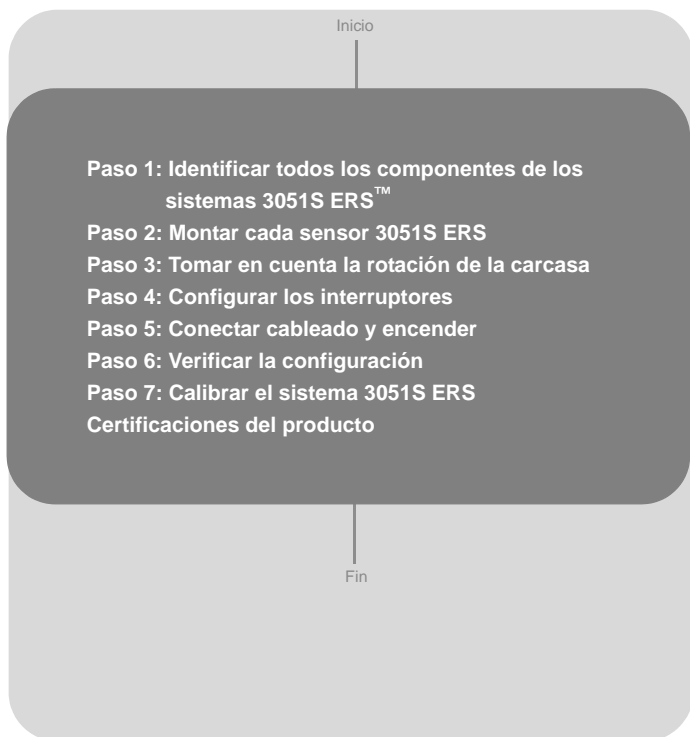 Inicio
Paso 1: Identificar todos los componentes de los
sistemas 3051S ERS™
Paso 2: Montar cada sensor 3051S ERS
Paso 3: Tomar en cuenta la rotación de la carcasa
Paso 4: Configurar los interruptores
Paso 5: Conectar cableado y encender
Paso 6: Verificar la configuración
Paso 7: Calibrar el sistema 3051S ERS
Certificaciones del producto
Fin